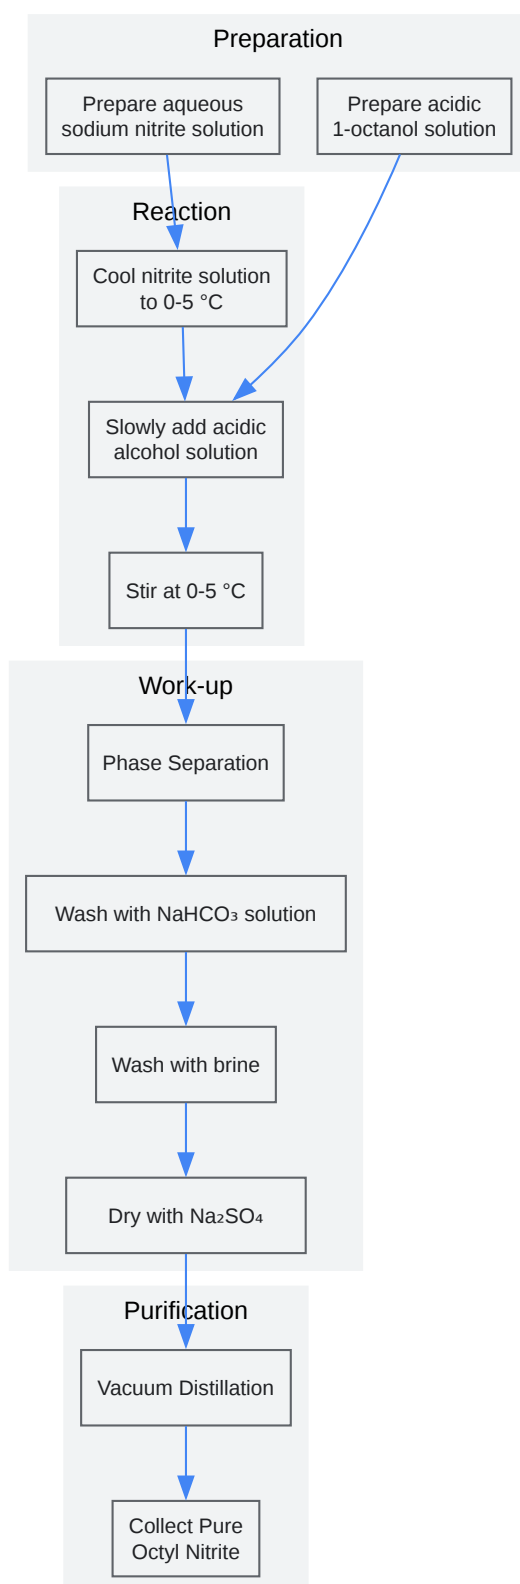 Preparation
Prepare aqueous
sodium nitrite solution
Prepare acidic
1-octanol solution
Reaction
Cool nitrite solution
to 0-5 °C
Slowly add acidic
alcohol solution
Stir at 0-5 °C
Work-up
Phase Separation
Wash with NaHCO₃ solution
Wash with brine
Dry with Na₂SO₄
Purification
Vacuum Distillation
Collect Pure
Octyl Nitrite